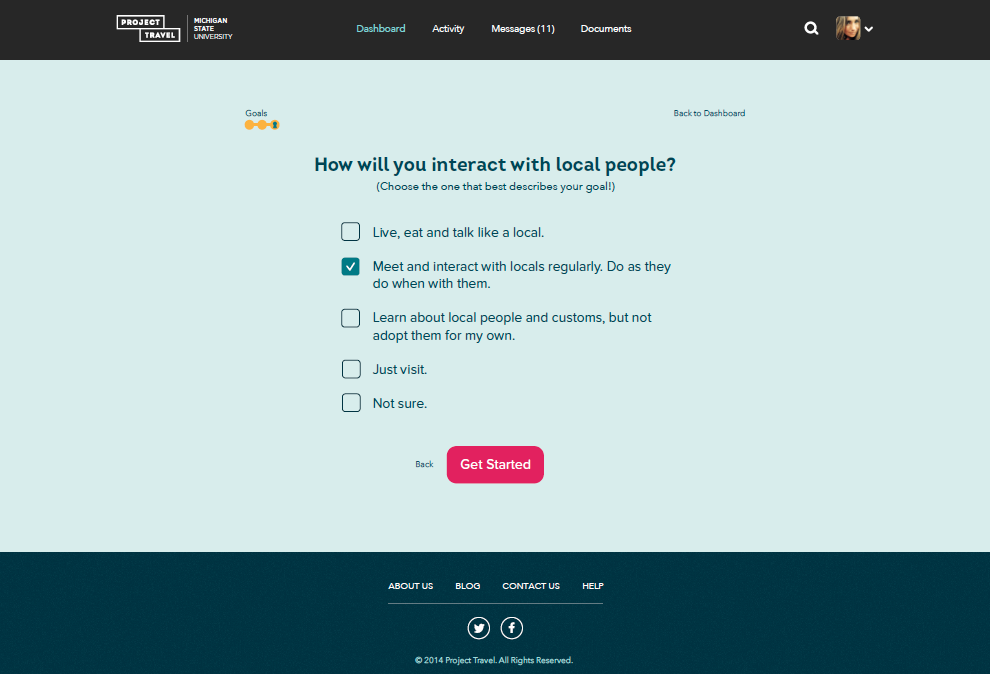 PROJECT
TRAVEL
MICHIGAN
STATE
UNIVERSITY
Dashboard
Activity
Messages (11)
Documents
Goals
Back to Dashboard
How will you interact with local people?
(Choose the one that best describes your goal!)
Live, eat and talk like a local.
Meet and interact with locals regularly. Do as they
do when with them.
Learn about local people and customs, but not
adopt them for my own.
Just visit.
Not sure.
Back
Get Started
ABOUT US
BLOG
CONTACT US
HELP
© 2014 Project Travel. All Rights Reserved.